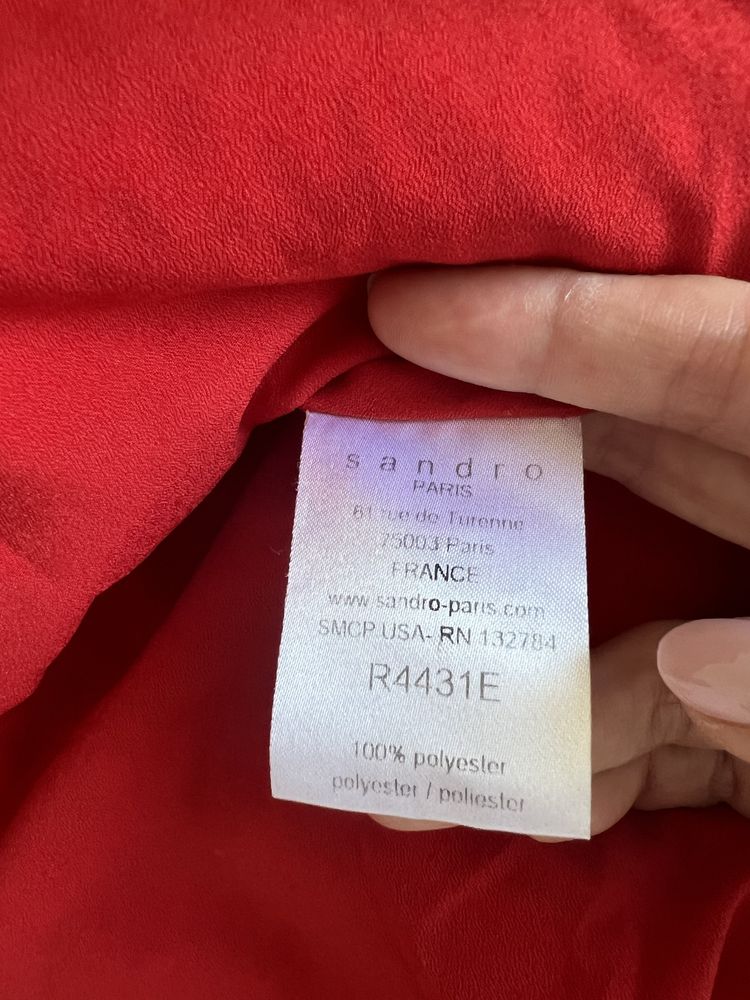 sandro
PARIS
61 rue de Turenne
75003 Paris
FRANCE
www.sandro-paris.com
SMCP USA- RN 132784
R4431E
100% polyester
polyester / poliester